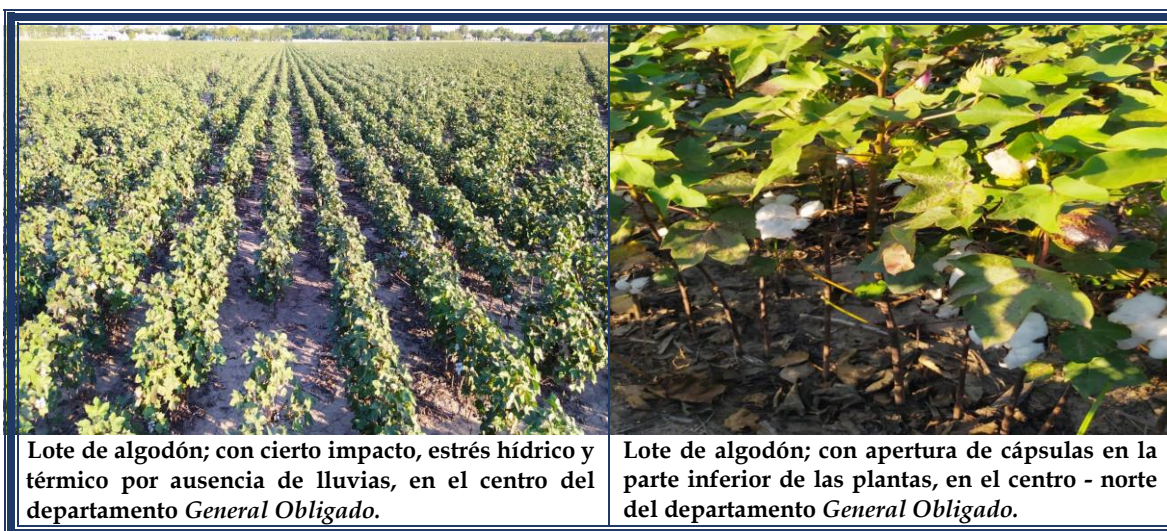 Lote de algodón; con cierto impacto, estrés hídrico y
térmico por ausencia de lluvias, en el centro del
departamento General Obligado.
Lote de algodón; con apertura de cápsulas en la
parte inferior de las plantas, en el centro - norte
del departamento General Obligado.